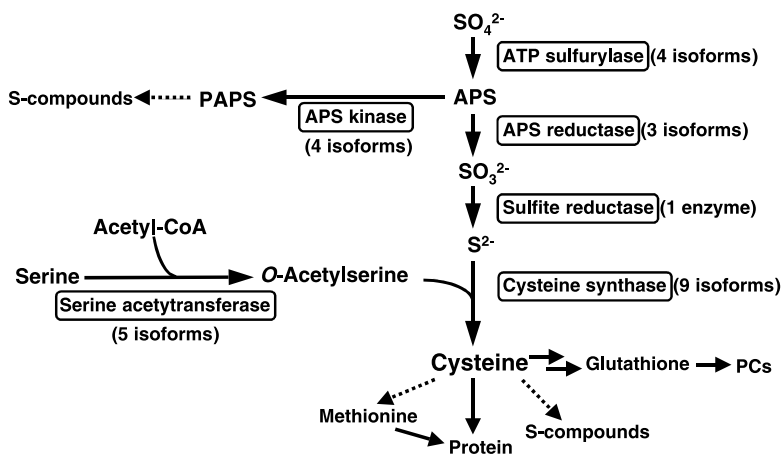 SO₄²⁻
ATP sulfurylase (4 isoforms)
S-compounds PAPS APS
APS kinase
(4 isoforms)
APS reductase (3 isoforms)
SO₃²⁻
Sulfite reductase (1 enzyme)
Acetyl-CoA
S²⁻
Serine O-Acetylserine
Serine acetytransferase
(5 isoforms)
Cysteine synthase (9 isoforms)
Cysteine Glutathione PCs
Methionine
S-compounds
Protein